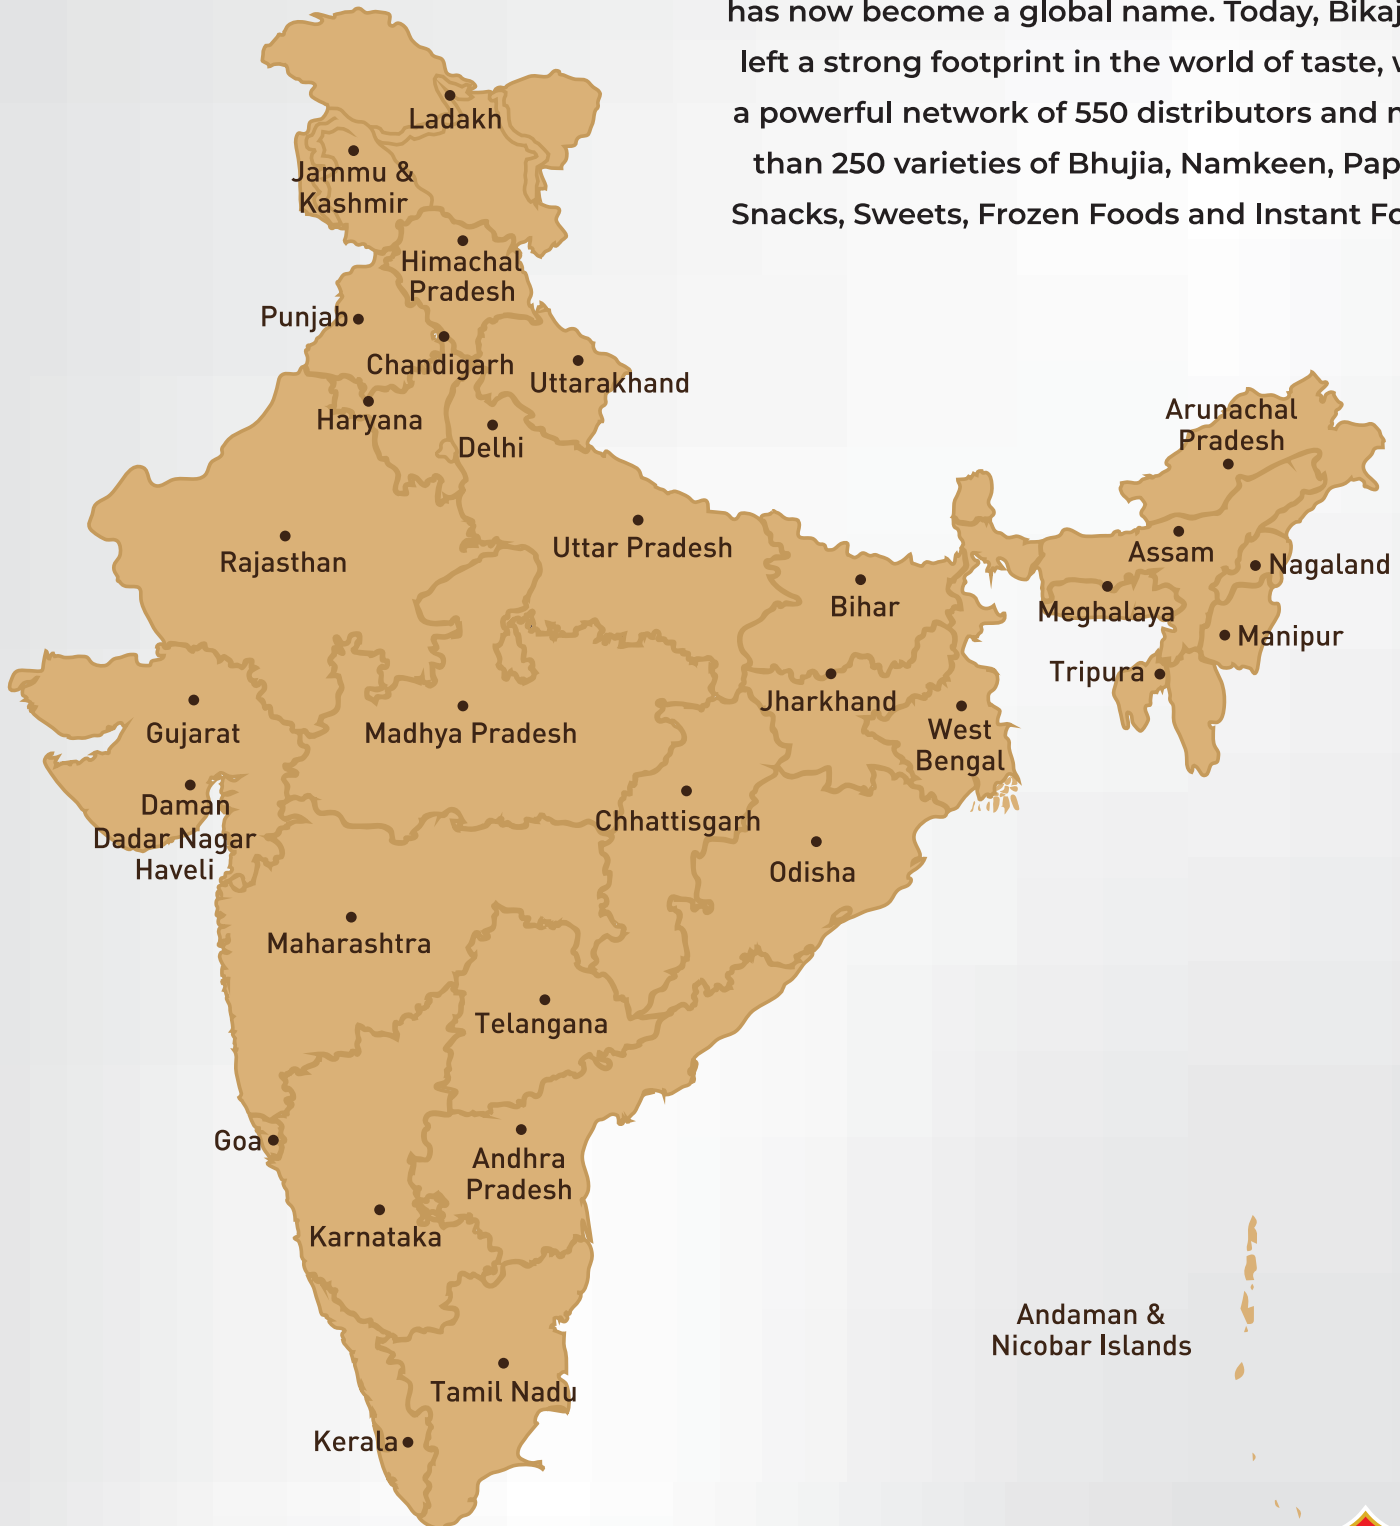 has now become a global name. Today, Bikaj
left a strong footprint in the world of taste, w
a powerful network of 550 distributors and
than 250 varieties of Bhujia, Namkeen, Pap
Snacks, Sweets, Frozen Foods and Instant Fo
Ladakh
Jammu &
Kashmir
Himachal
Pradesh
Punjab
Chandigarh
Uttarakhand
Haryana
Delhi
Arunachal
Pradesh
Rajasthan
Uttar Pradesh
Assam
Nagaland
Bihar
Meghalaya
Manipur
Tripura
Jharkhand
Gujarat
Madhya Pradesh
West
Bengal
Daman
Dadar Nagar
Haveli
Chhattisgarh
Odisha
Maharashtra
Telangana
Goa
Andhra
Pradesh
Karnataka
Andaman &
Nicobar Islands
Tamil Nadu
Kerala